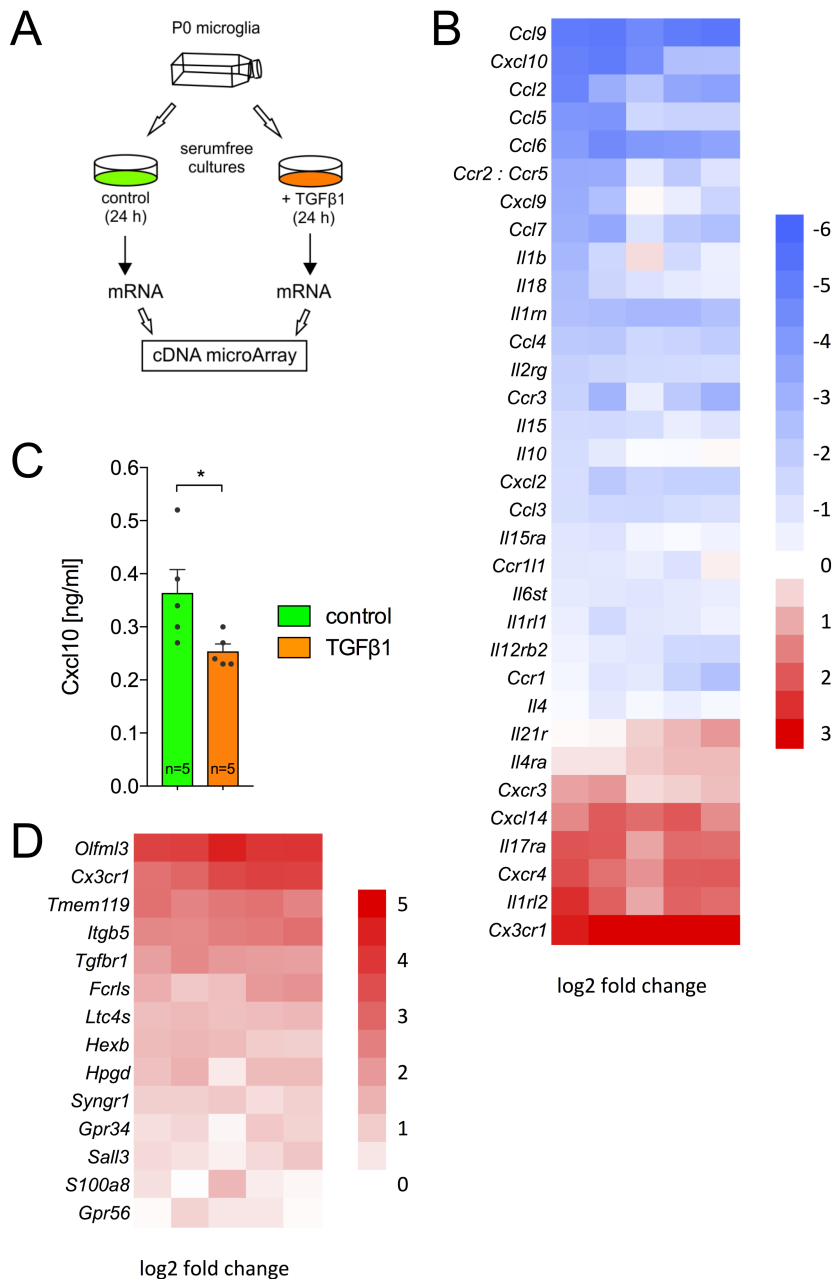 A
P0 microglia
serumfree
cultures
control
(24 h)
+ TGFβ1
(24 h)
mRNA
mRNA
cDNA microArray
B
Ccl9
Cxcl10
Ccl2
Ccl5
Ccl6
Ccr2 : Ccr5
Cxcl9
Ccl7
Il1b
Il18
Il1rn
Ccl4
Il2rg
Ccr3
Il15
Il10
Cxcl2
Ccl3
Il15ra
Ccr1l1
Il6st
Il1rl1
Il12rb2
Ccr1
Il4
Il21r
Il4ra
Cxcr3
Cxcl14
Il17ra
Cxcr4
Il1rl2
Cx3cr1
log2 fold change
-6
-5
-4
-3
-2
-1
0
1
2
3
C
Cxcl10 [ng/ml]
0.6
0.5
0.4
0.3
0.2
0.1
0.0
*
n=5
n=5
control
TGFβ1
D
Olfml3
Cx3cr1
Tmem119
Itgb5
Tgfbr1
Fcrls
Ltc4s
Hexb
Hpgd
Syngr1
Gpr34
Sall3
S100a8
Gpr56
log2 fold change
5
4
3
2
1
0